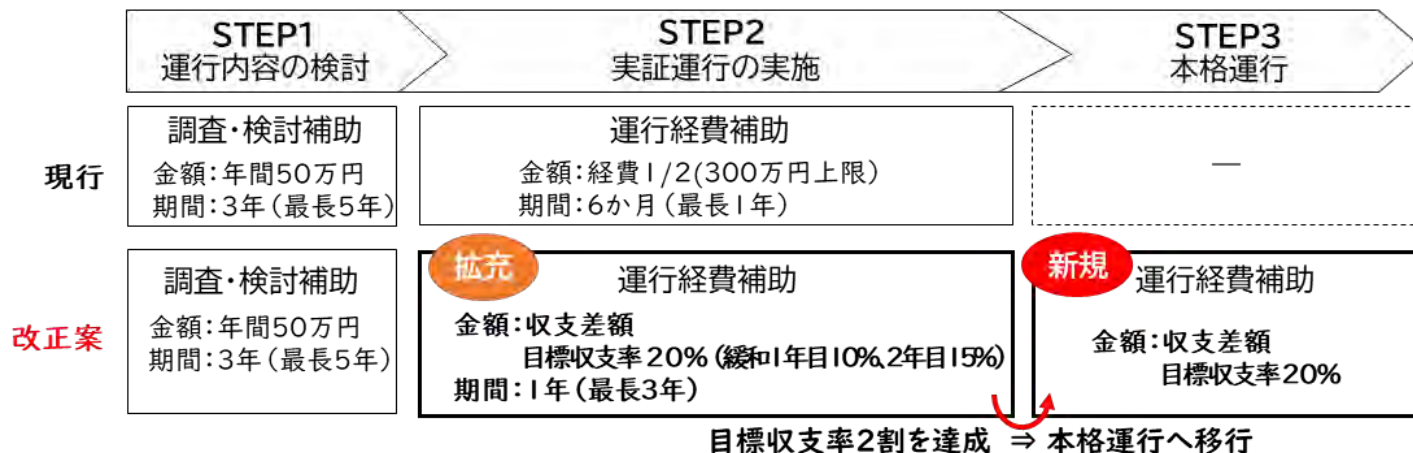 STEP1
運行内容の検討
STEP2
実証運行の実施
STEP3
本格運行
現行
調査・検討補助
金額：年間50万円
期間：3年（最長5年）
運行経費補助
金額：経費1/2(300万円上限)
期間：6か月（最長1年）
―
改正案
調査・検討補助
金額：年間50万円
期間：3年（最長5年）
拡充
運行経費補助
金額：収支差額
目標収支率20%（緩和1年目10%、2年目15%）
期間：1年（最長3年）
新規
運行経費補助
金額：収支差額
目標収支率20%
目標収支率2割を達成 ⇒ 本格運行へ移行